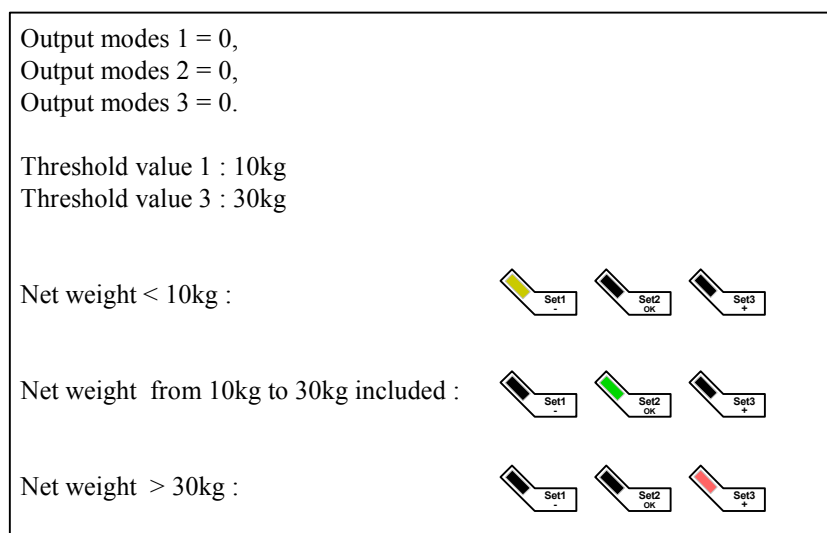 Output modes 1 = 0,
Output modes 2 = 0,
Output modes 3 = 0.
Threshold value 1 : 10kg
Threshold value 3 : 30kg
Net weight < 10kg :
Set1
-
Set2
OK
Set3
+
Net weight from 10kg to 30kg included :
Set1
-
Set2
OK
Set3
+
Net weight > 30kg :
Set1
-
Set2
OK
Set3
+